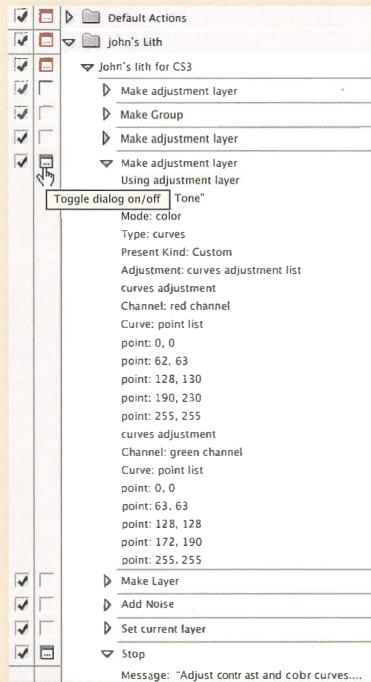 Default Actions
john's Lith
John's lith for CS3
Make adjustment layer
Make Group
Make adjustment layer
Make adjustment layer
Using adjustment layer
Toggle dialog on/off Tone"
Mode: color
Type: curves
Present Kind: Custom
Adjustment: curves adjustment list
curves adjustment
Channel: red channel
Curve: point list
point: 0, 0
point: 62, 63
point: 128, 130
point: 190, 230
point: 255, 255
curves adjustment
Channel: green channel
Curve: point list
point: 0, 0
point: 63, 63
point: 128, 128
point: 172, 190
point: 255, 255
Make Layer
Add Noise
Set current layer
Stop
Message: "Adjust contrast and cobr curves....